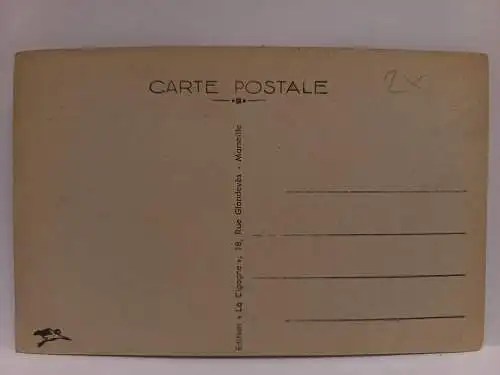 CARTE POSTALE
2x
Edition « La Cigogne », 18, Rue Glandevès - Marseille